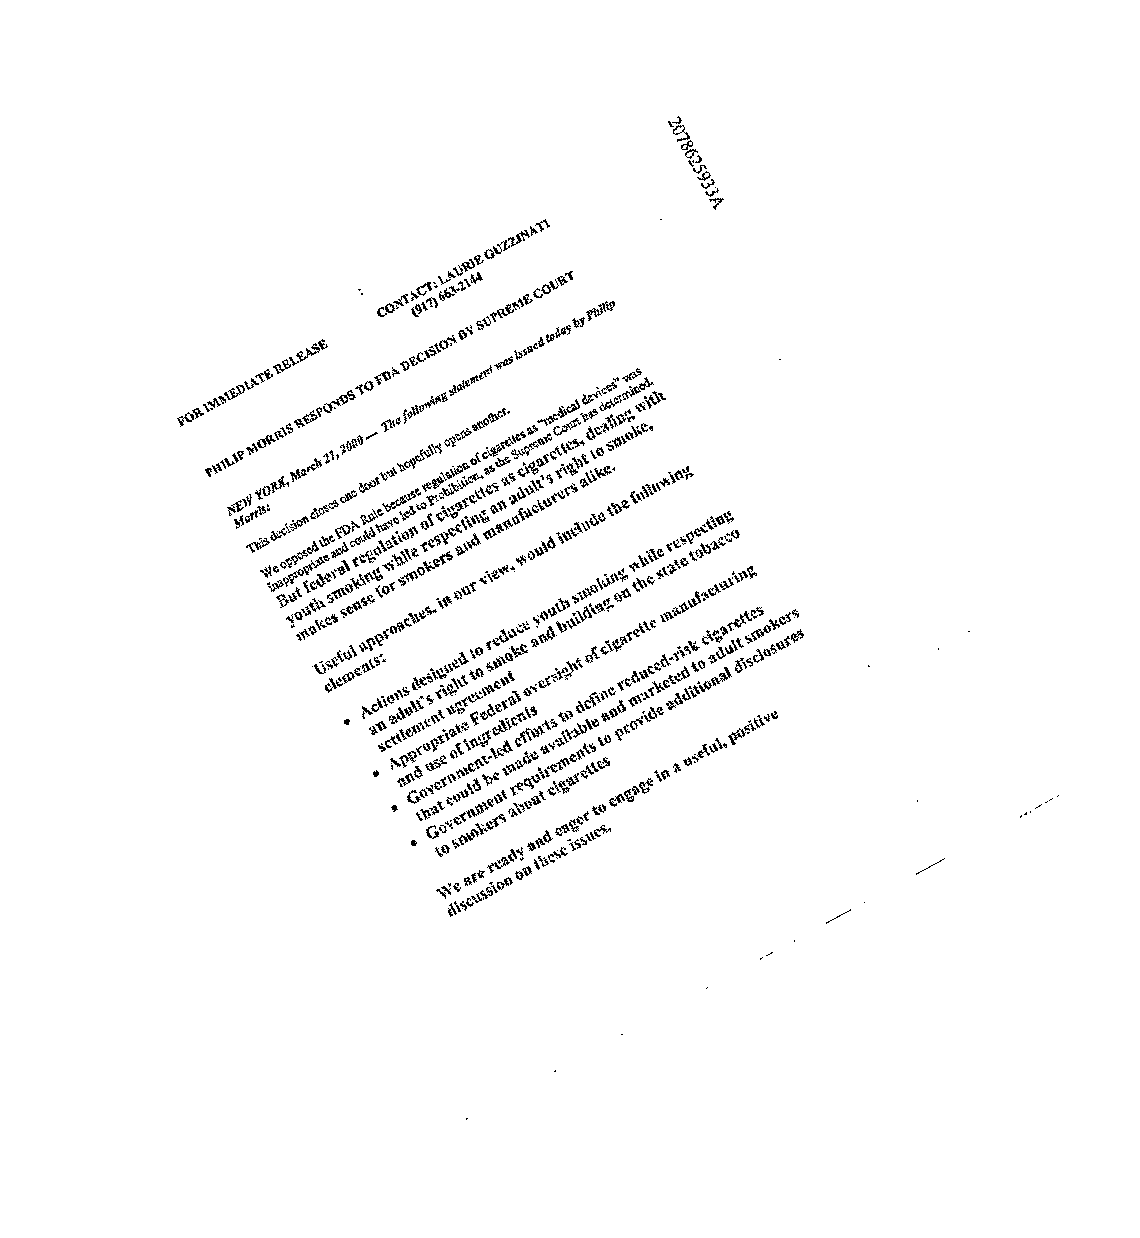 2078625933A
CONTACT: LAURIE GUZZINATI
(917) 663-2144
FOR IMMEDIATE RELEASE
PHILIP MORRIS RESPONDS TO FDA DECISION BY SUPREME COURT
NEW YORK, March 21, 2000 — The following statement was issued today by Philip
Morris:
This decision closes one door but hopefully opens another.
We opposed the FDA Rule because regulation of cigarettes as "medical devices" was
inappropriate and could have led to Prohibition, as the Supreme Court has determined.
But federal regulation of cigarettes as cigarettes, dealing with
youth smoking while respecting an adult's right to smoke,
makes sense for smokers and manufacturers alike.
Useful approaches, in our view, would include the following
elements:
• Actions designed to reduce youth smoking while respecting
an adult's right to smoke and building on the state tobacco
settlement agreement
• Appropriate Federal oversight of cigarette manufacturing
and use of ingredients
• Government-led efforts to define reduced-risk cigarettes
that could be made available and marketed to adult smokers
• Government requirements to provide additional disclosures
to smokers about cigarettes
We are ready and eager to engage in a useful, positive
discussion on these issues.